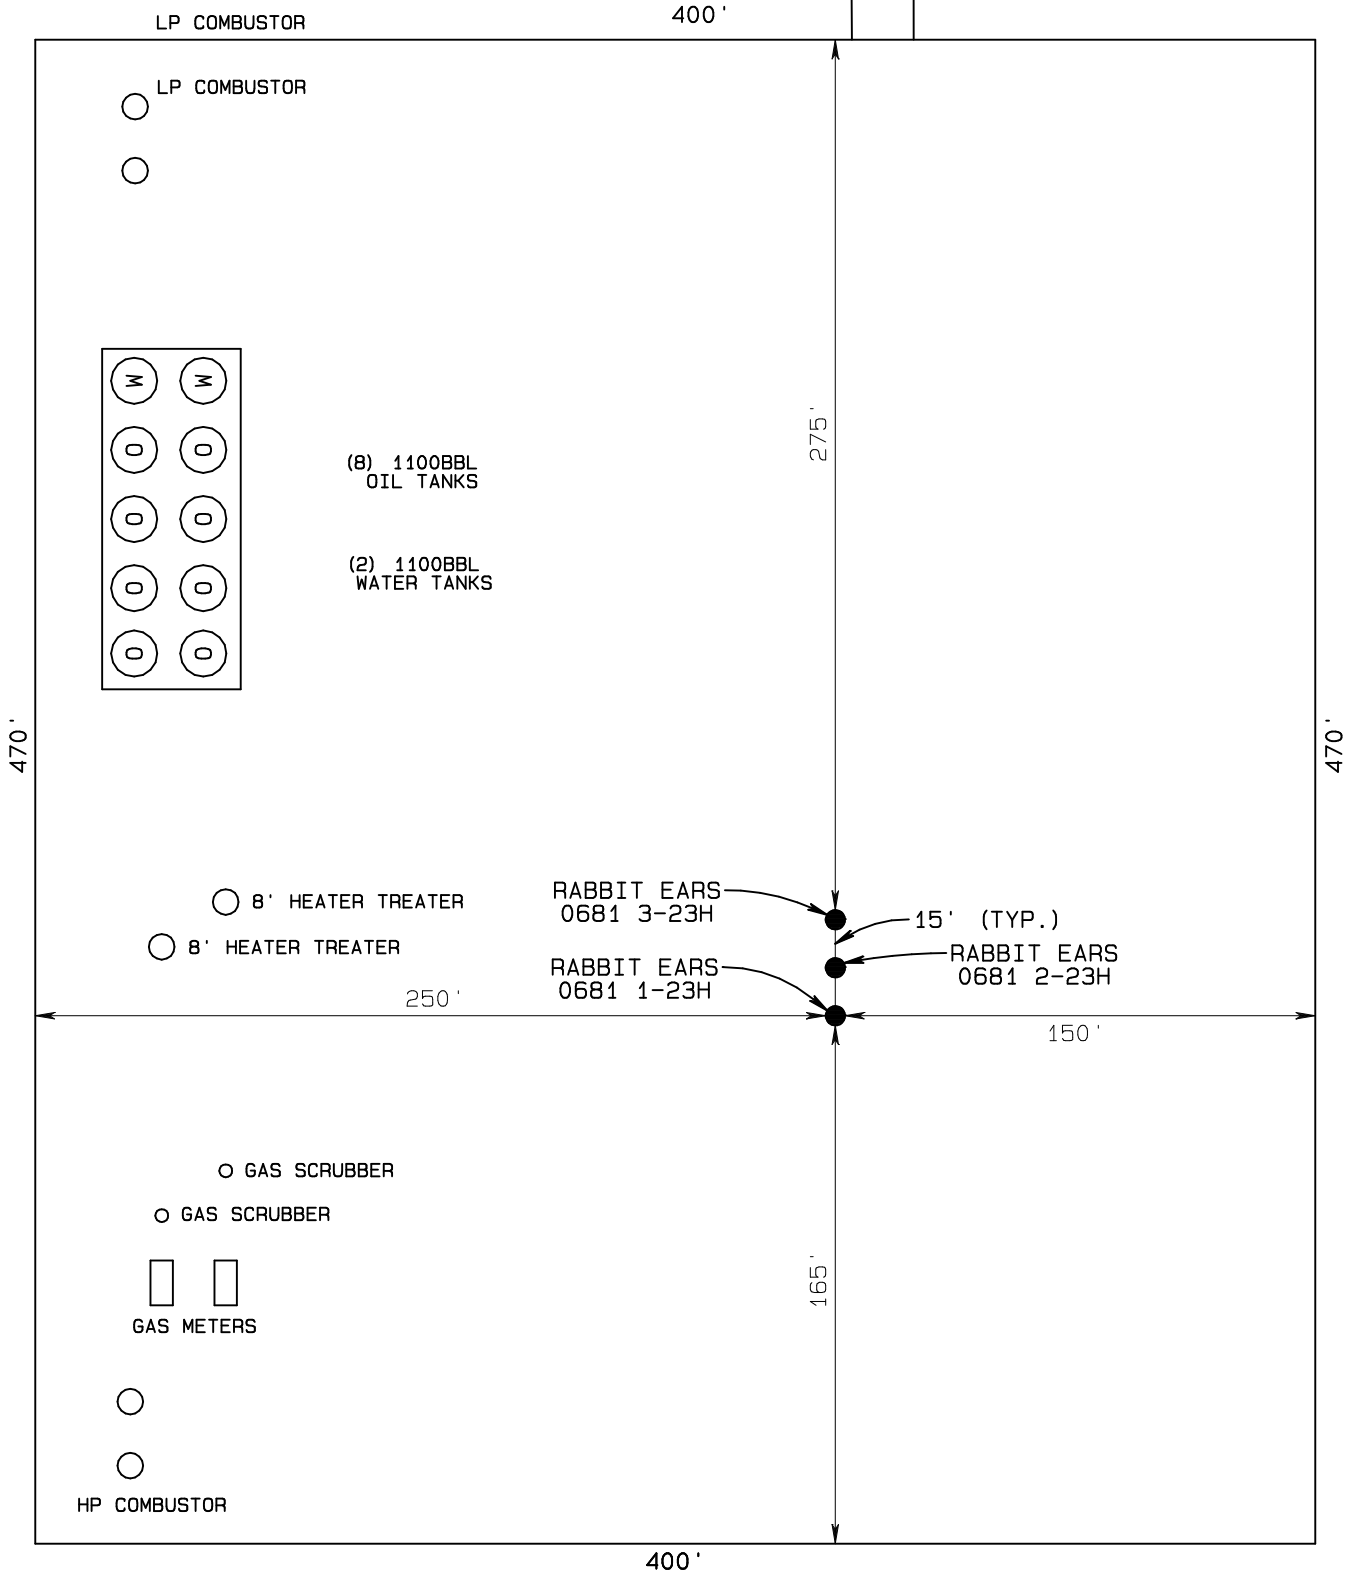 LP COMBUSTOR
400'
LP COMBUSTOR
M
M
O
O
O
O
O
O
O
O
(8) 1100BBL
OIL TANKS
(2) 1100BBL
WATER TANKS
275'
470'
470'
8' HEATER TREATER
8' HEATER TREATER
RABBIT EARS
0681 3-23H
15' (TYP.)
RABBIT EARS
0681 2-23H
RABBIT EARS
0681 1-23H
250'
150'
GAS SCRUBBER
GAS SCRUBBER
GAS METERS
165'
HP COMBUSTOR
400'